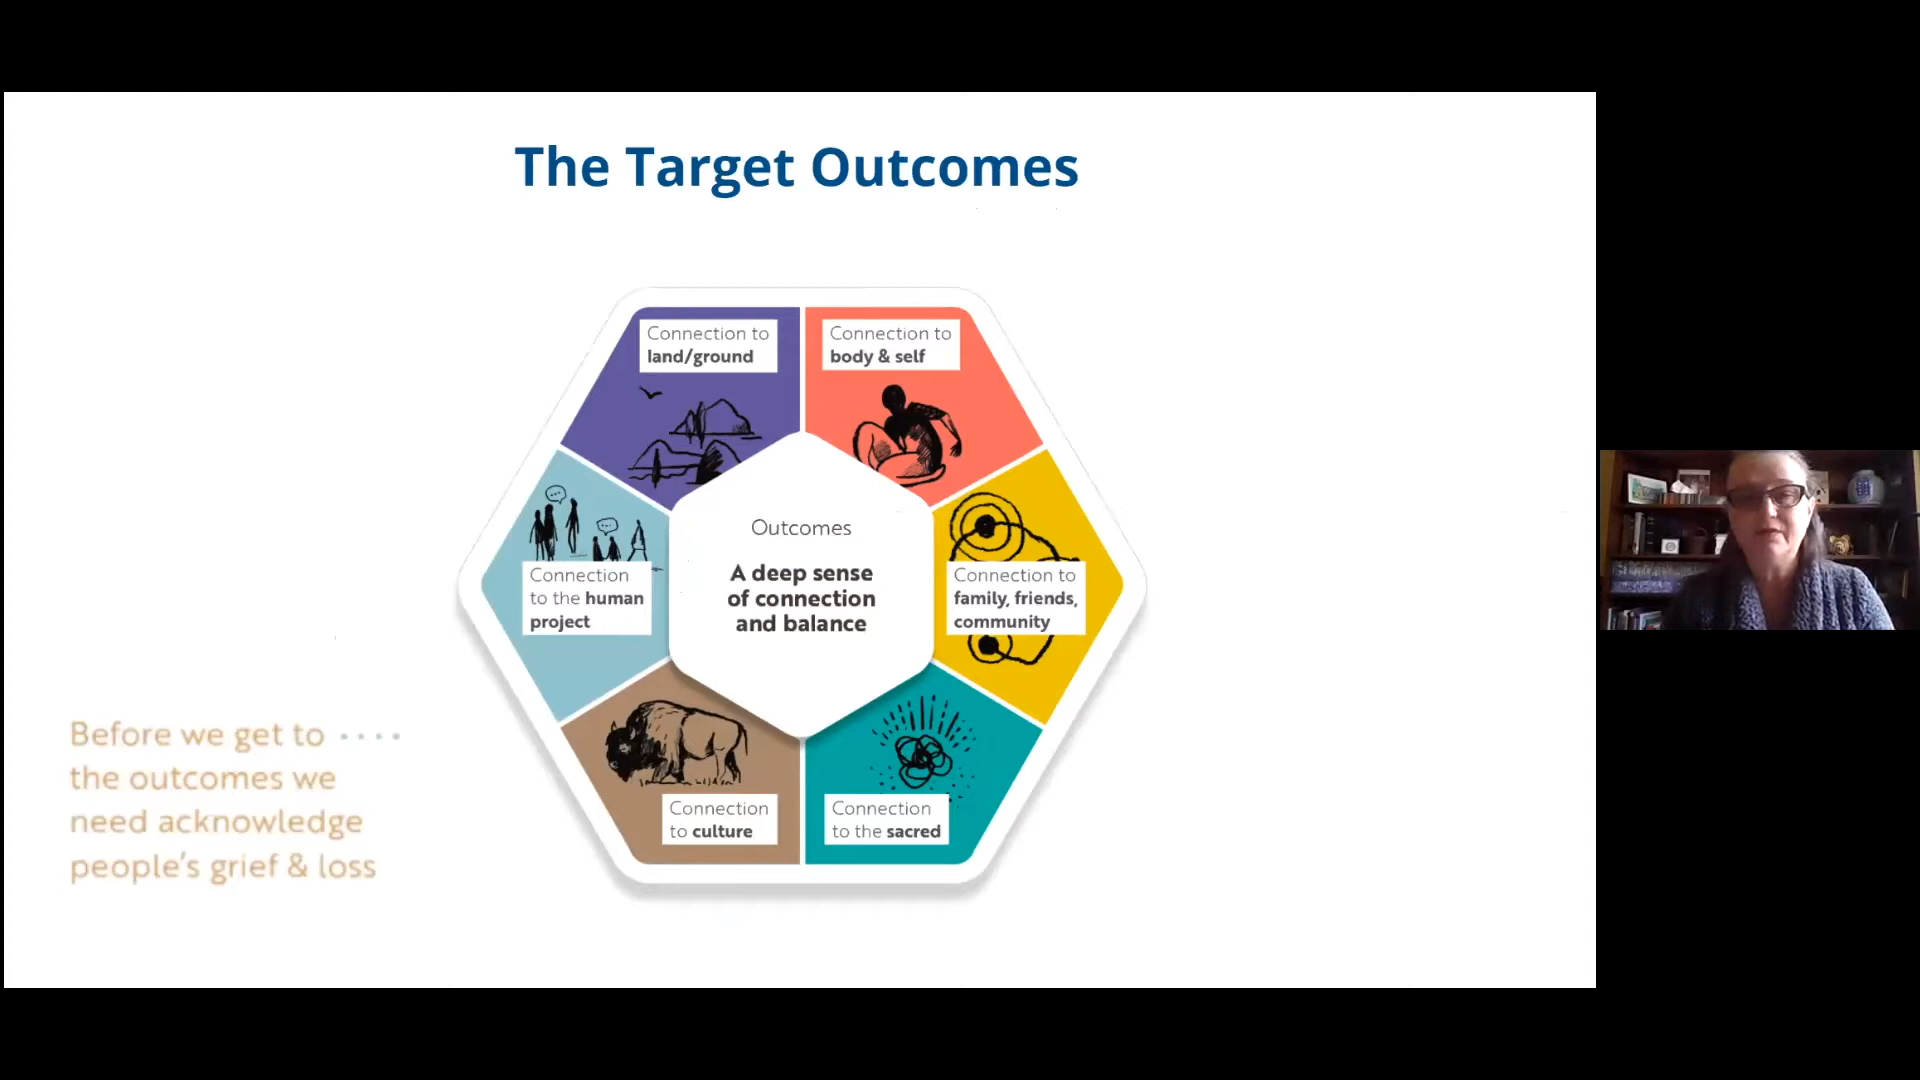 The Target Outcomes
Connection to
land/ground
Connection to
body & self
Connection
to the human
project
Outcomes
A deep sense
of connection
and balance
Connection to
family, friends,
community
Connection
to culture
Connection
to the sacred
Before we get to ····
the outcomes we
need acknowledge
people's grief & loss